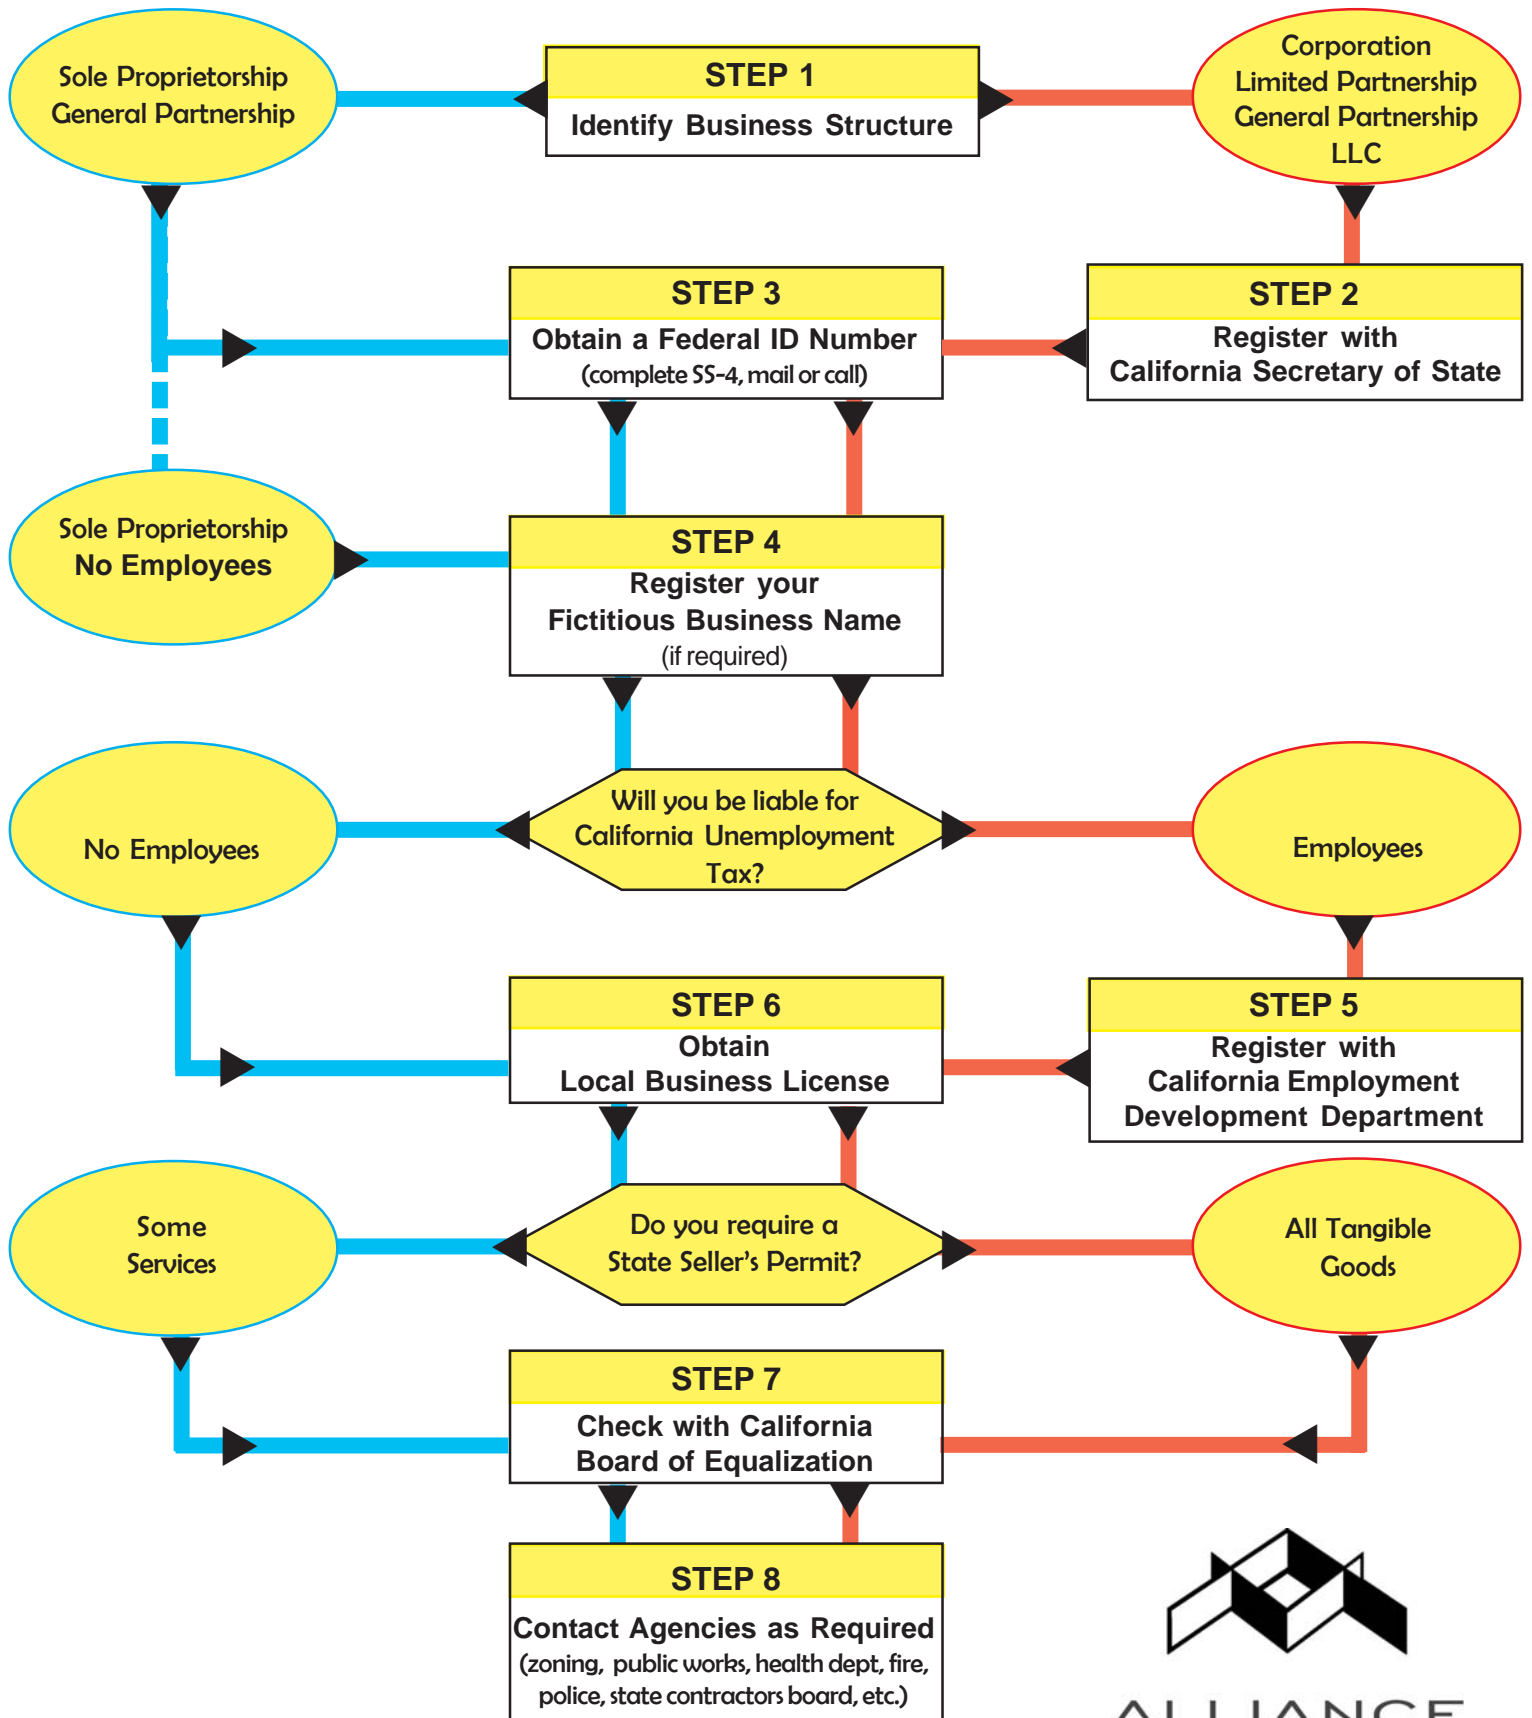 Sole Proprietorship
General Partnership
STEP 1
Identify Business Structure
Corporation
Limited Partnership
General Partnership
LLC
STEP 3
Obtain a Federal ID Number
(complete SS-4, mail or call)
STEP 2
Register with
California Secretary of State
Sole Proprietorship
No Employees
STEP 4
Register your
Fictitious Business Name
(if required)
No Employees
Will you be liable for
California Unemployment
Tax?
Employees
STEP 6
Obtain
Local Business License
STEP 5
Register with
California Employment
Development Department
Some
Services
Do you require a
State Seller's Permit?
All Tangible
Goods
STEP 7
Check with California
Board of Equalization
STEP 8
Contact Agencies as Required
(zoning, public works, health dept, fire,
police, state contractors board, etc.)
ALLIANCE